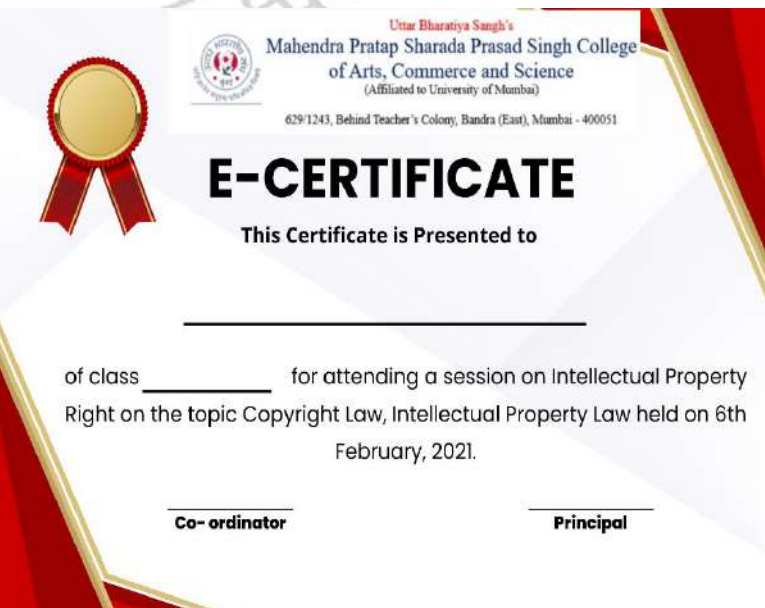 Uttar Bharatiya Sangh's
Mahendra Pratap Sharada Prasad Singh College
of Arts, Commerce and Science
(Affiliated to University of Mumbai)
629/1243, Behind Teacher's Colony, Bandra (East), Mumbai - 400051
E-CERTIFICATE
This Certificate is Presented to
of class for attending a session on Intellectual Property
Right on the topic Copyright Law, Intellectual Property Law held on 6th
February, 2021.
Co- ordinator Principal